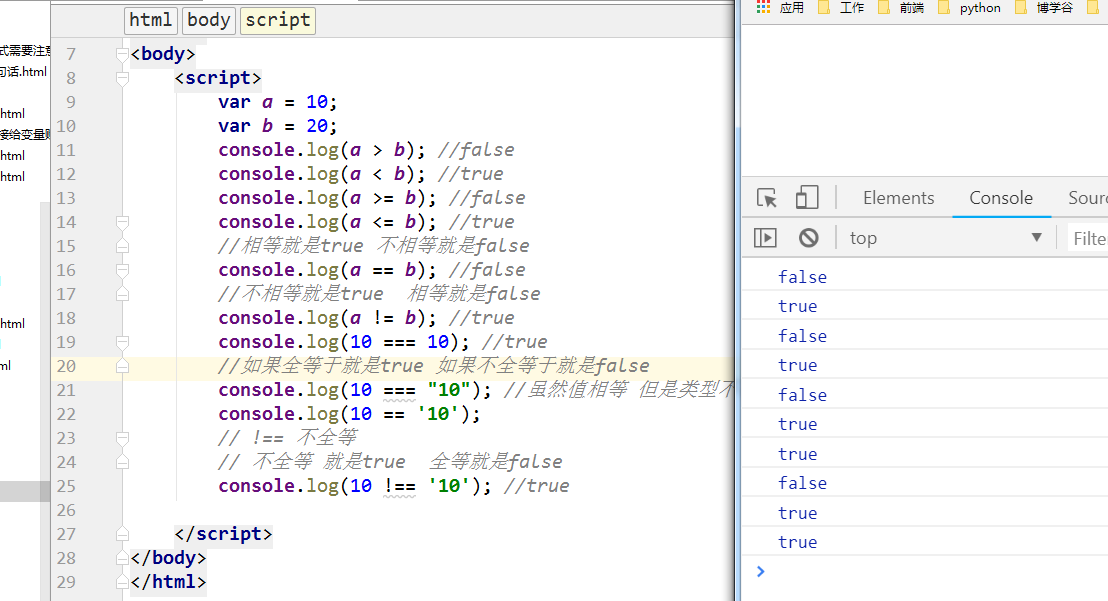 html body script
式需要注意
句话.html
html
html
html
html
7 <body>
8 <script>
9 var a = 10;
10 var b = 20;
11 console.log(a > b); //false
12 console.log(a < b); //true
13 console.log(a >= b); //false
14 console.log(a <= b); //true
15 //相等就是true 不相等就是false
16 console.log(a == b); //false
17 //不相等就是true  相等就是false
18 console.log(a != b); //true
19 console.log(10 === 10); //true
20 //如果全等于就是true 如果不全等于就是false
21 console.log(10 === "10"); //虽然值相等 但是类型不
22 console.log(10 == '10');
23 // !== 不全等
24 // 不全等 就是true  全等就是false
25 console.log(10 !== '10'); //true
26
27 </script>
28 </body>
29 </html>
应用 工作 前端 python 博学谷
Elements Console Sourc
top ▼ Filter
false
true
false
true
false
true
true
false
true
true
>